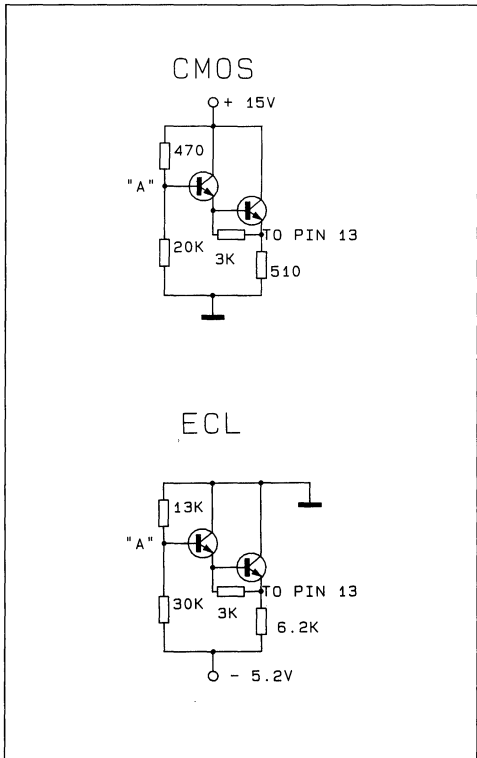 CMOS
+ 15V
470
"A"
TO PIN 13
20K
3K
510
ECL
13K
"A"
TO PIN 13
30K
3K
6.2K
- 5.2V